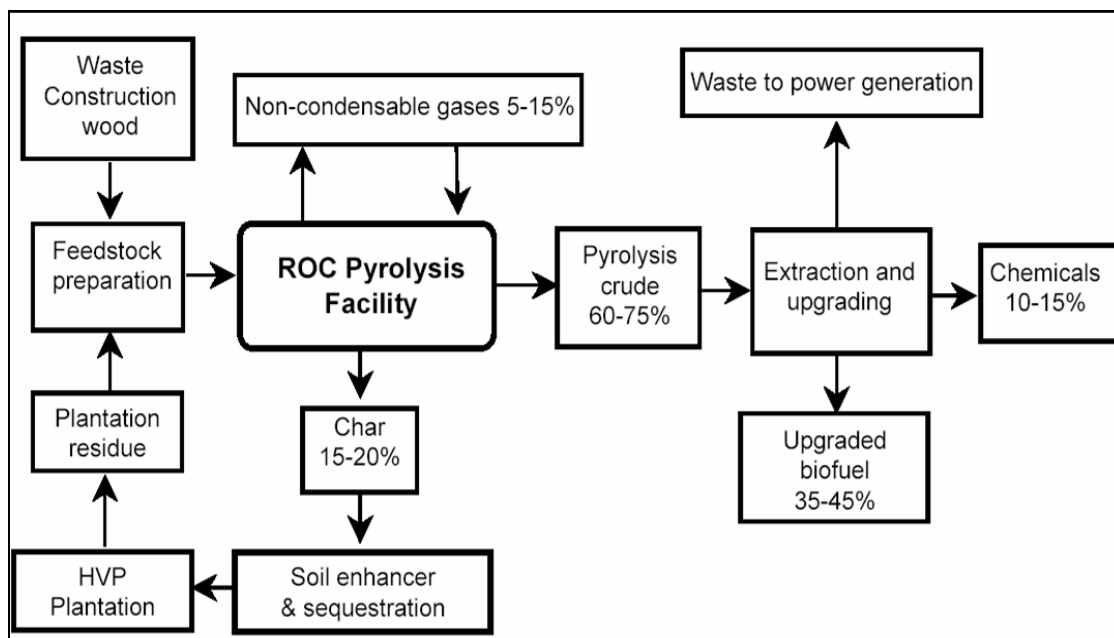 Waste
Construction
wood
Non-condensable gases 5-15%
Waste to power generation
Feedstock
preparation
ROC Pyrolysis
Facility
Pyrolysis
crude
60-75%
Extraction and
upgrading
Chemicals
10-15%
Plantation
residue
Char
15-20%
Upgraded
biofuel
35-45%
HVP
Plantation
Soil enhancer
& sequestration